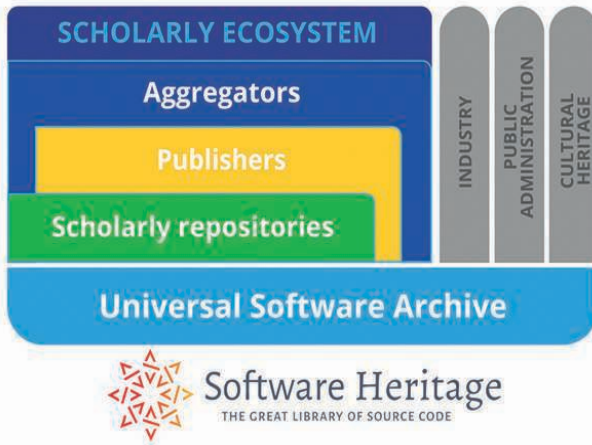 SCHOLARLY ECOSYSTEM
Aggregators
Publishers
Scholarly repositories
INDUSTRY
PUBLIC
ADMINISTRATION
CULTURAL
HERITAGE
Universal Software Archive
Software Heritage
THE GREAT LIBRARY OF SOURCE CODE